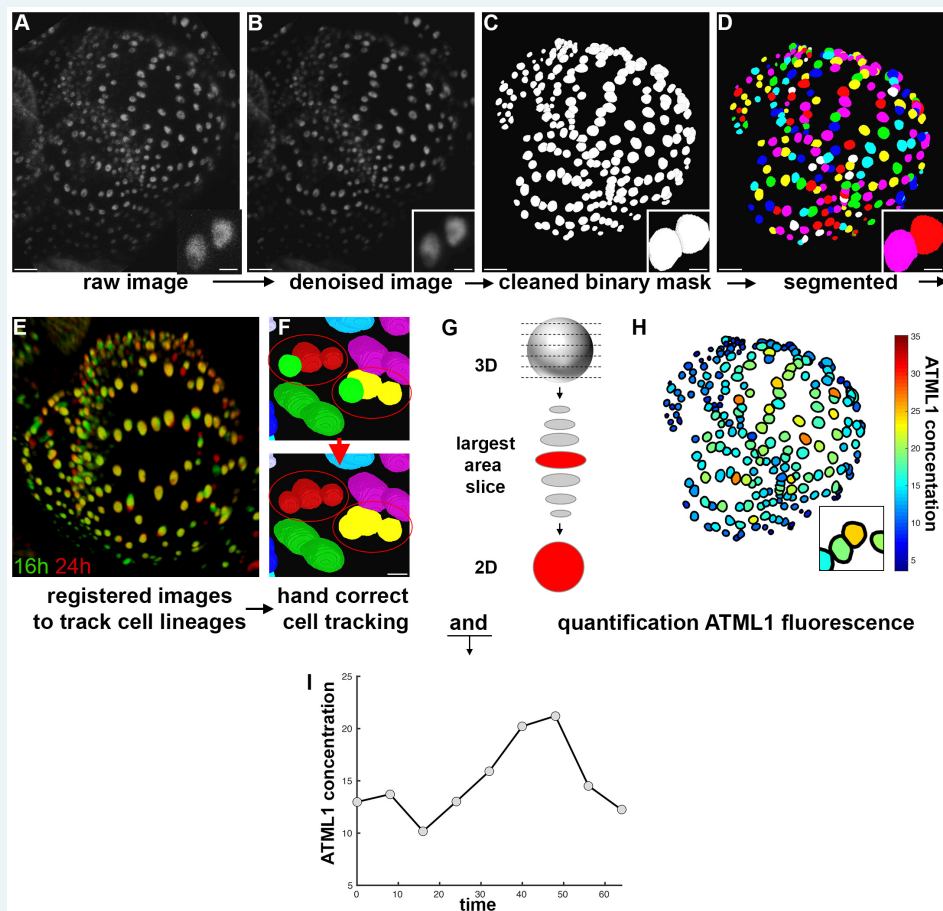 A
B
C
D
raw image
denoised image
cleaned binary mask
segmented
E
16h 24h
F
registered images
to track cell lineages
hand correct
cell tracking
G
3D
largest
area
slice
2D
H
35
30
25
20
15
10
5
ATML1 concentration
and
quantification ATML1 fluorescence
I
ATML1 concentration
25
20
15
10
5
0
10
20
30
40
50
60
time